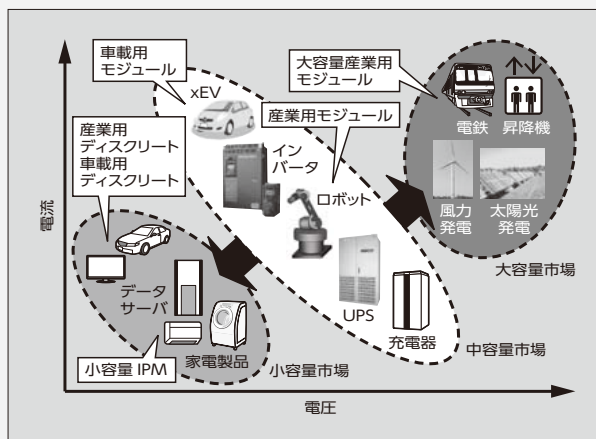 車載用
モジュール
大容量産業用
モジュール
xEV
電鉄
昇降機
産業用モジュール
産業用
ディスクリート
車載用
ディスクリート
イン
バータ
ロボット
風力
発電
太陽光
発電
電流
大容量市場
データ
サーバ
UPS
充電器
小容量 IPM
家電製品
小容量市場
中容量市場
電圧